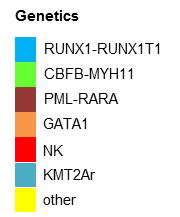 Genetics
RUNX1-RUNX1T1
CBFB-MYH11
PML-RARA
GATA1
NK
KMT2Ar
other